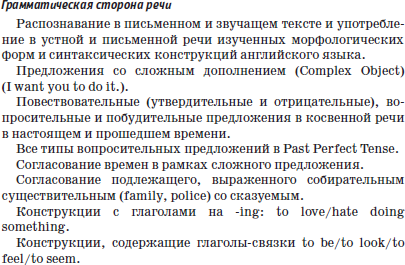 Грамматическая сторона речи
Распознавание в письменном и звучащем тексте и употребле-
ние в устной и письменной речи изученных морфологических
форм и синтаксических конструкций английского языка.
Предложения со сложным дополнением (Complex Object)
(I want you to do it.).
Повествовательные (утвердительные и отрицательные), во-
просительные и побудительные предложения в косвенной речи
в настоящем и прошедшем времени.
Все типы вопросительных предложений в Past Perfect Tense.
Согласование времен в рамках сложного предложения.
Согласование подлежащего, выраженного собирательным
существительным (family, police) со сказуемым.
Конструкции с глаголами на -ing: to love/hate doing
something.
Конструкции, содержащие глаголы-связки to be/to look/to
feel/to seem.